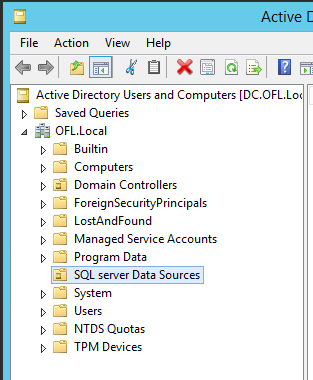 Active D
File Action View Help
Active Directory Users and Computers [DC.OFL.Loc
Saved Queries
OFL.Local
Builtin
Computers
Domain Controllers
ForeignSecurityPrincipals
LostAndFound
Managed Service Accounts
Program Data
SQL server Data Sources
System
Users
NTDS Quotas
TPM Devices